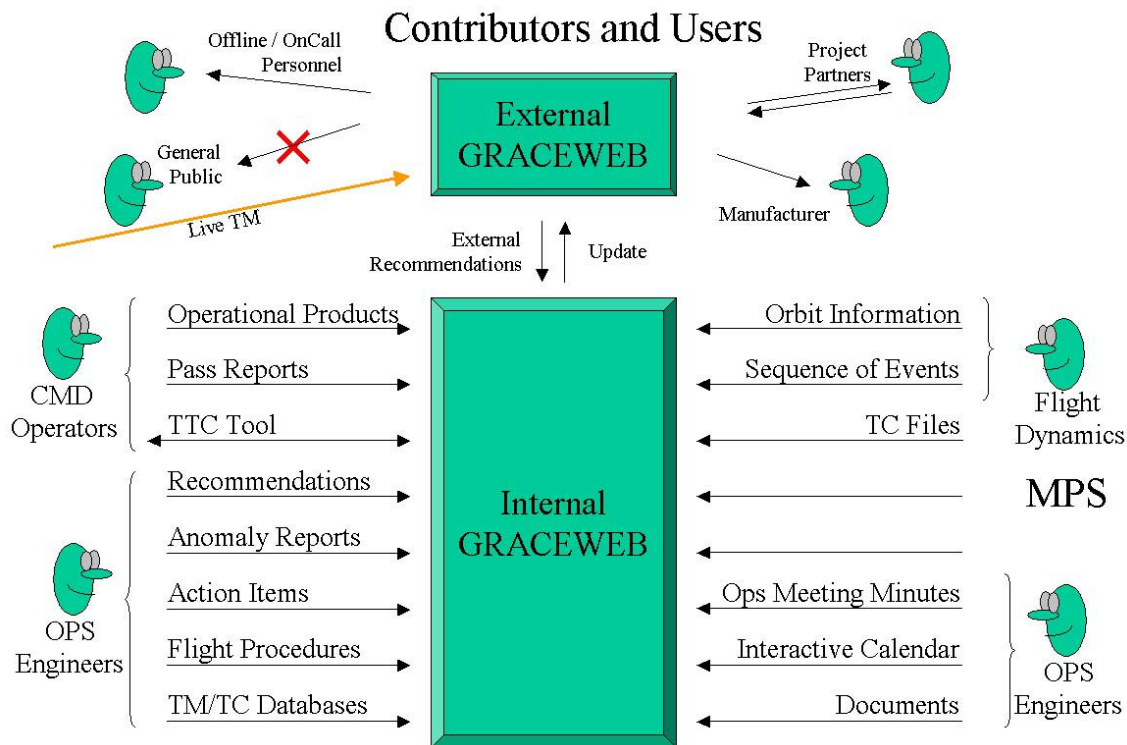 Contributors and Users
Offline / OnCall
Personnel
Project
Partners
External
GRACEWEB
General
Public
Live TM
Manufacturer
External
Recommendations
Update
Operational Products
Orbit Information
Pass Reports
Sequence of Events
CMD
Operators
TTC Tool
TC Files
Flight
Dynamics
Recommendations
MPS
Internal
GRACEWEB
Anomaly Reports
Action Items
Ops Meeting Minutes
OPS
Engineers
Flight Procedures
Interactive Calendar
OPS
Engineers
TM/TC Databases
Documents